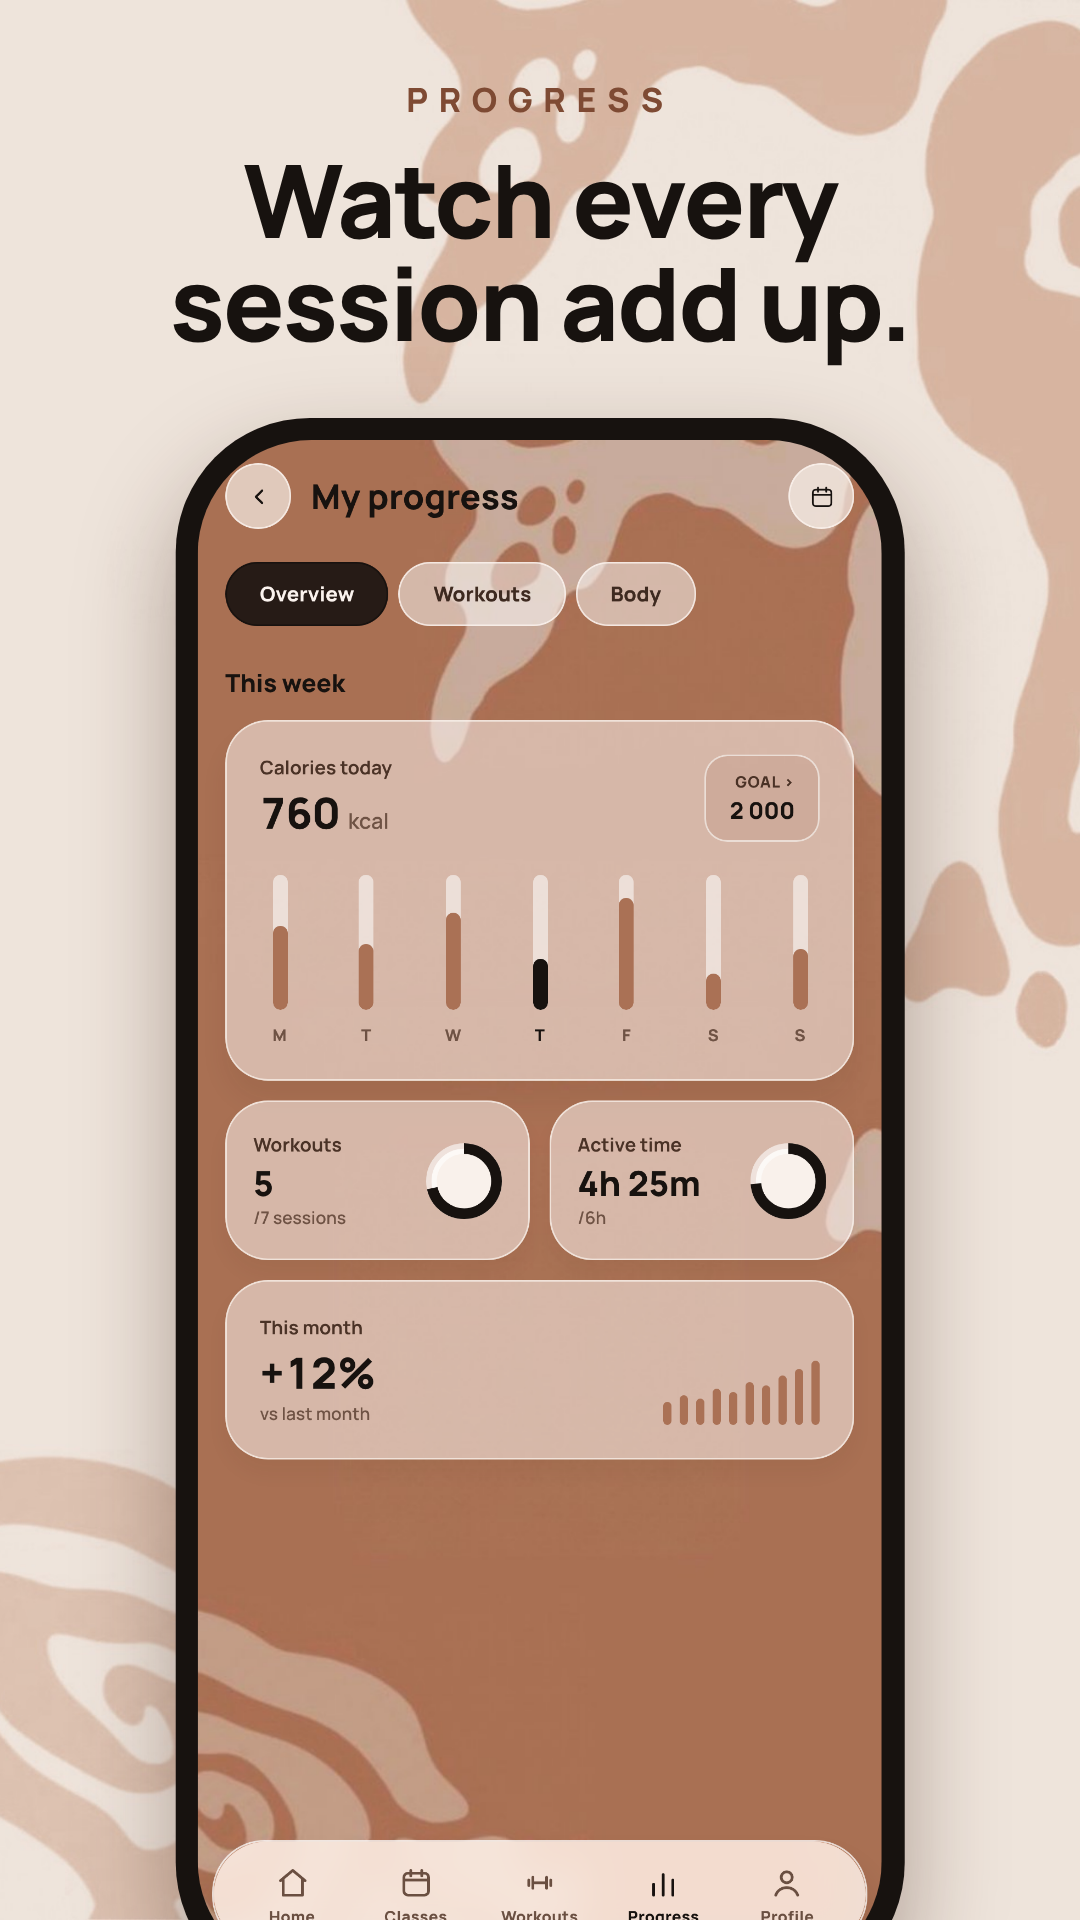 PROGRESS
Watch every
session add up.
My progress
Overview
Workouts
Body
This week
Calories today
760 kcal
GOAL ›
2 000
M T W T F S S
Workouts
5
/7 sessions
Active time
4h 25m
/6h
This month
+12%
vs last month
Home
Classes
Workouts
Progress
Profile